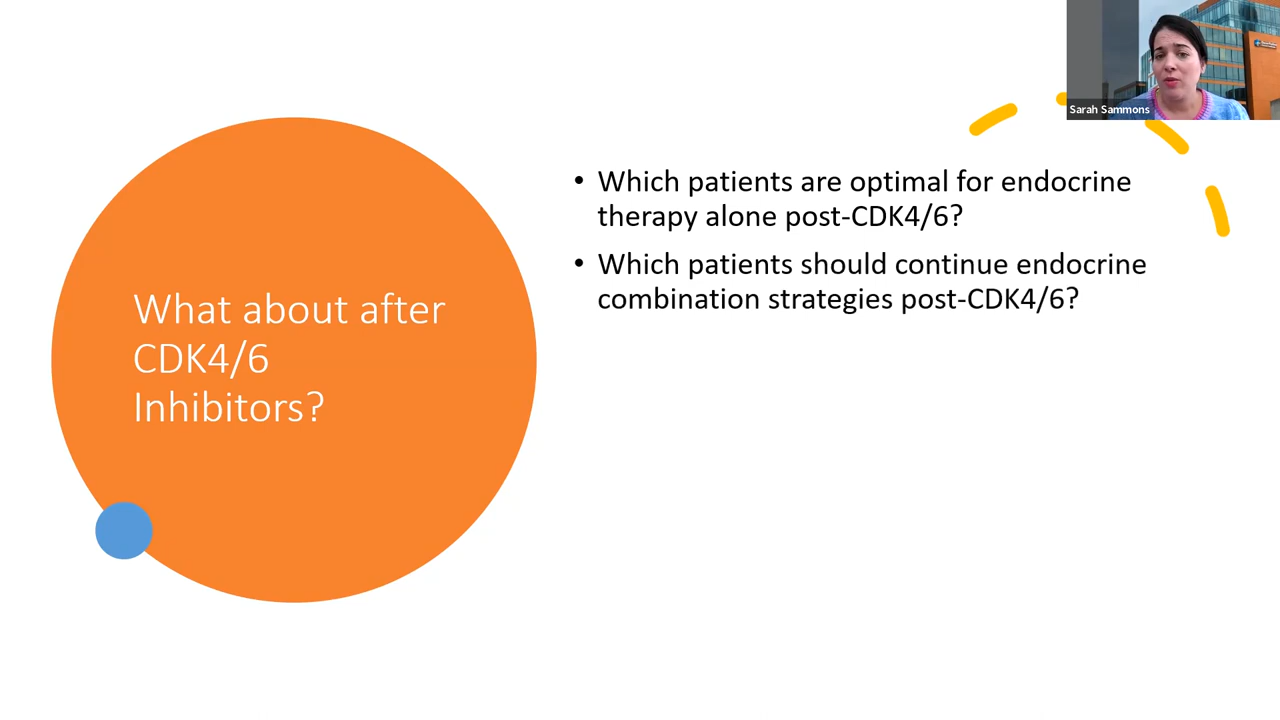 Sarah Sammons
• Which patients are optimal for endocrine
therapy alone post-CDK4/6?
• Which patients should continue endocrine
combination strategies post-CDK4/6?
What about after
CDK4/6
Inhibitors?